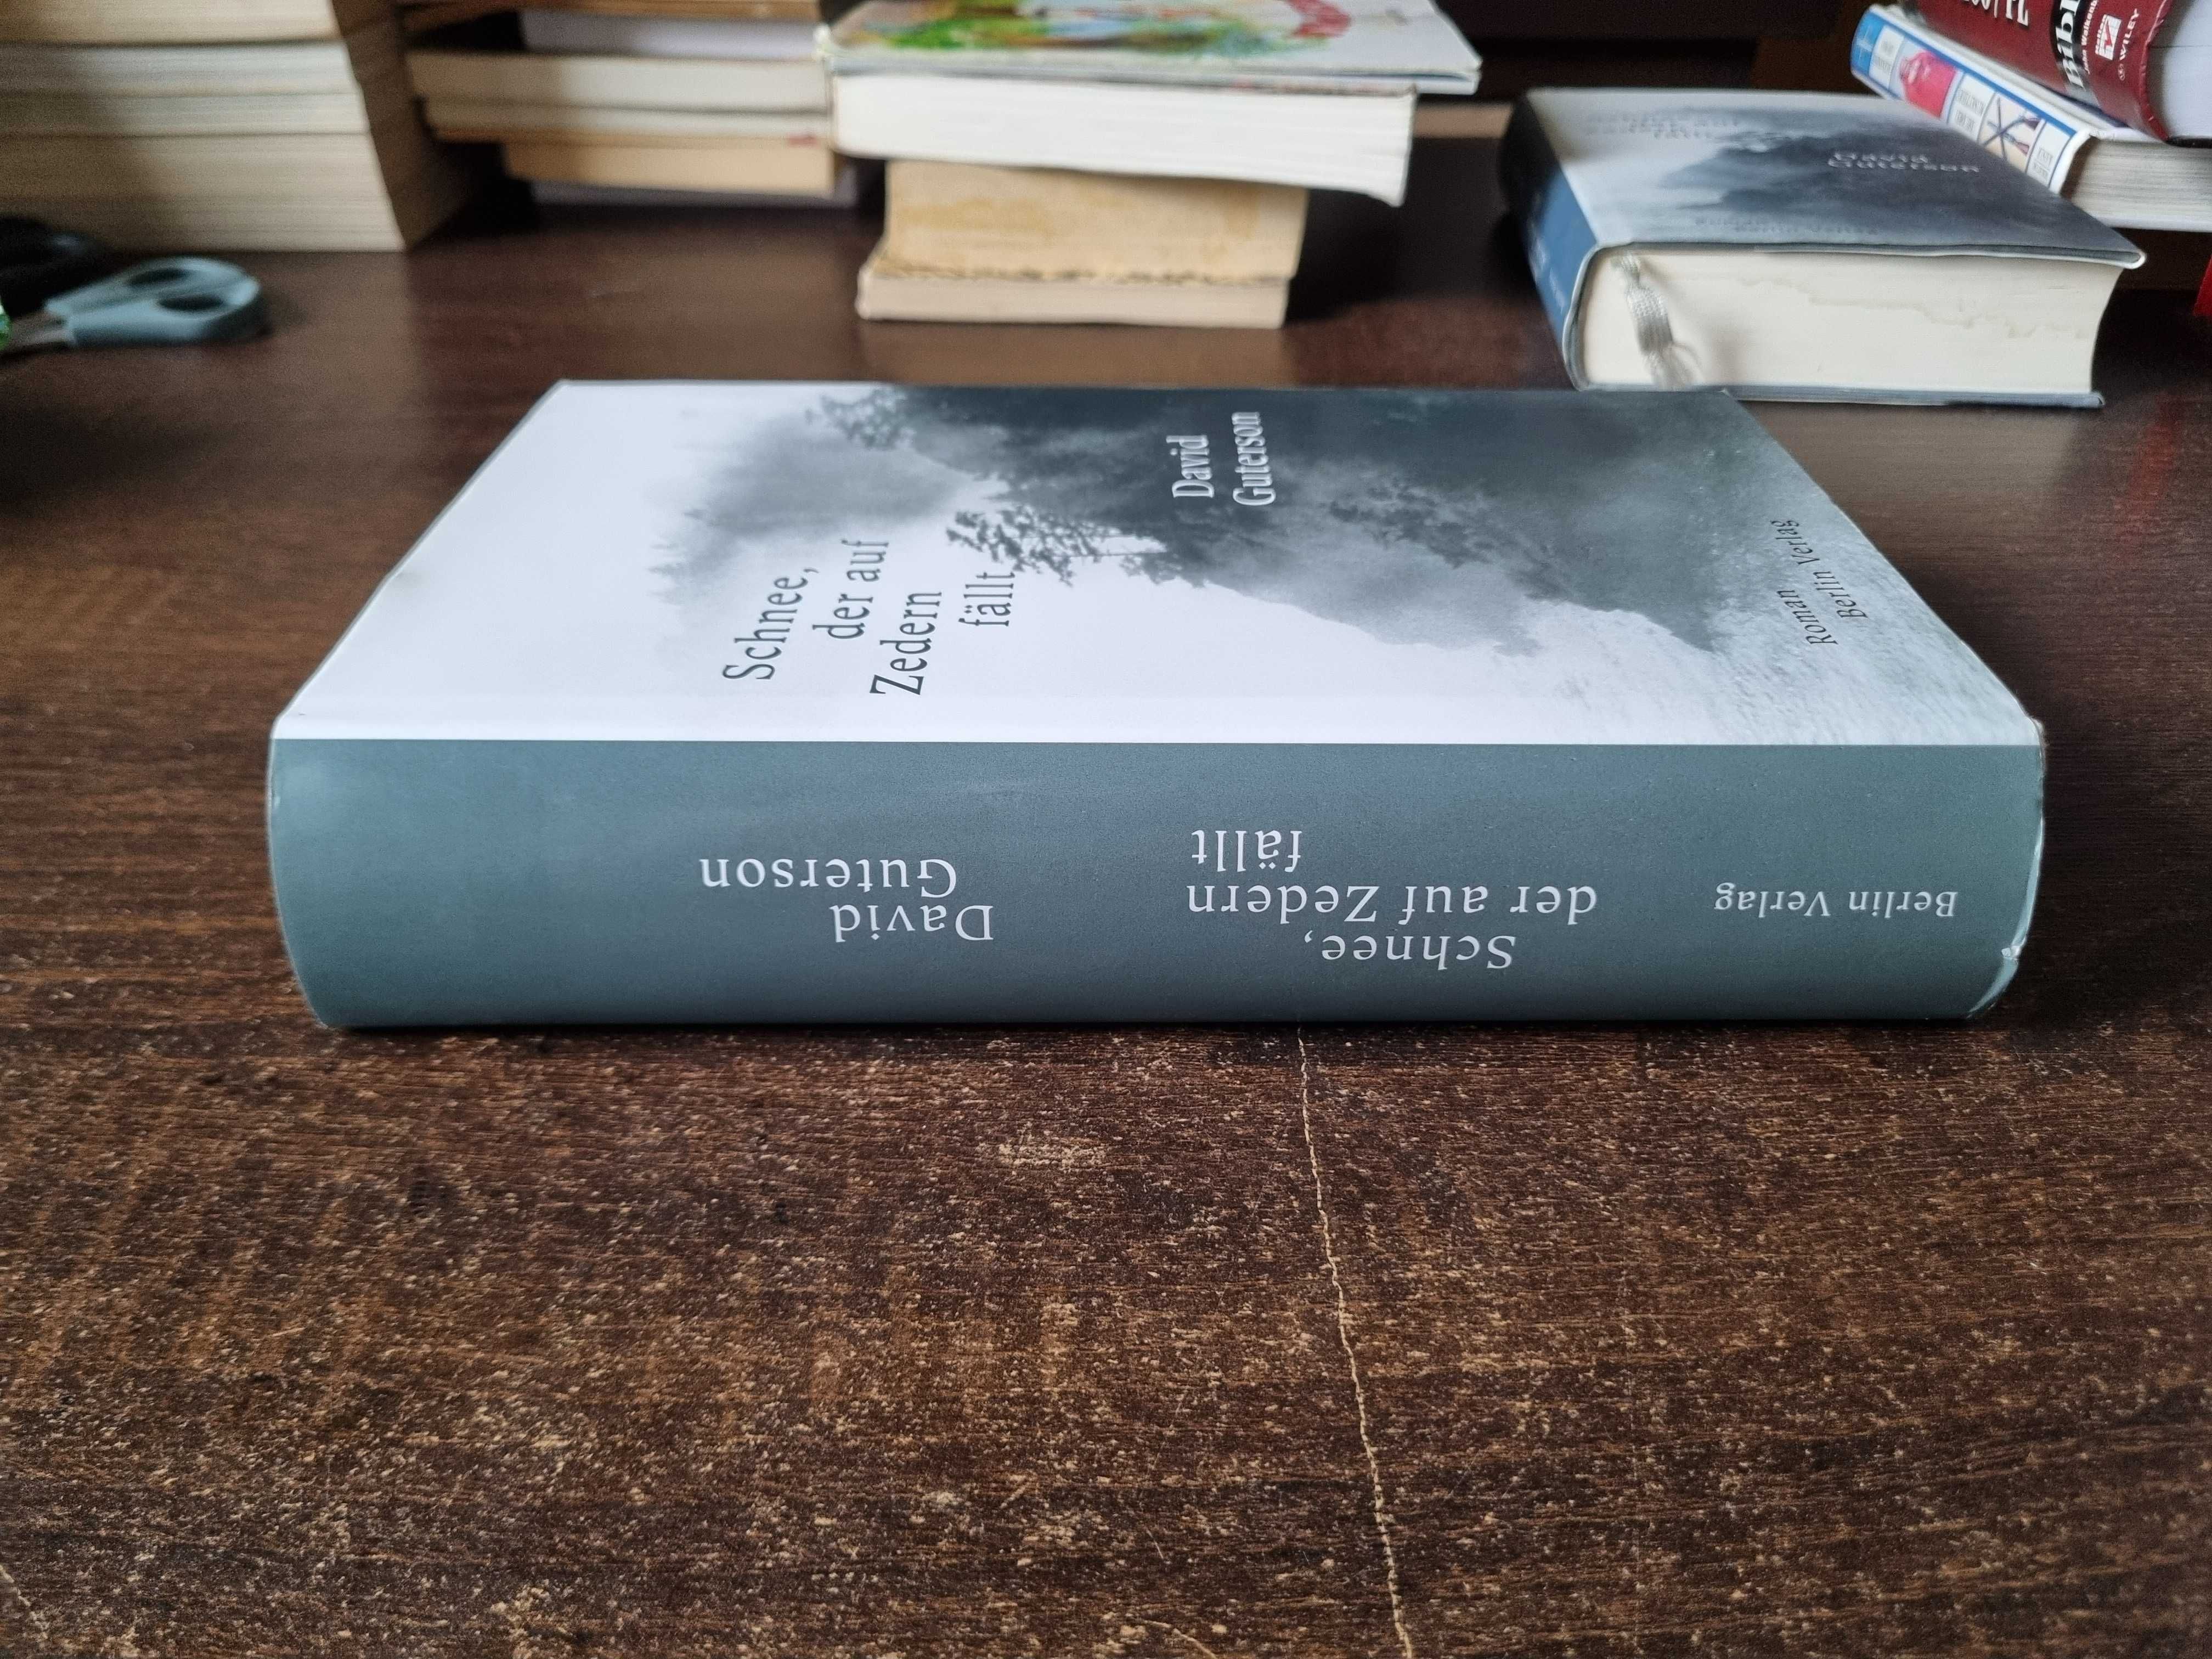 Schnee,
der auf
Zedern
fällt
David
Guterson
Roman
Berlin Verlag
David
Guterson
Schnee,
der auf Zedern
fällt
Berlin Verlag
David
Guterson
WILEY